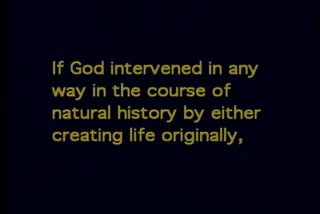 If God intervened in any
way in the course of
natural history by either
creating life originally,